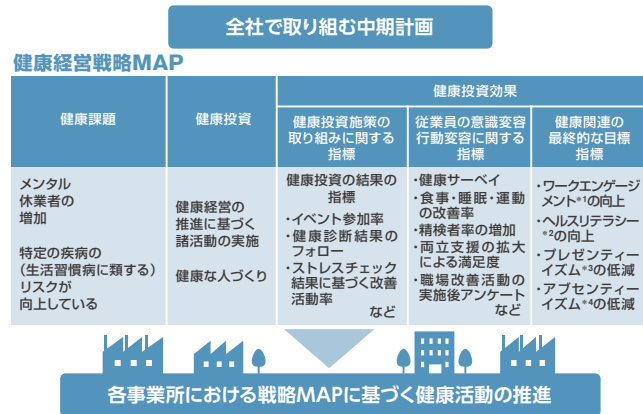 全社で取り組む中期計画
健康経営戦略MAP
健康課題
健康投資
健康投資効果
健康投資施策の
取り組みに関する
指標
従業員の意識変容
行動変容に関する
指標
健康関連の
最終的な目標
指標
メンタル
休業者の
増加
特定の疾病の
(生活習慣病に類する)
リスクが
向上している
健康経営の
推進に基づく
諸活動の実施
健康な人づくり
健康投資の結果の
指標
・イベント参加率
・健康診断結果の
フォロー
・ストレスチェック
結果に基づく改善
活動率
など
・健康サーベイ
・食事・睡眠・運動
の改善率
・精検者率の増加
・両立支援の拡大
による満足度
・職場改善活動の
実施後アンケート
など
・ワークエンゲージ
メント*1の向上
・ヘルスリテラシー
*2の向上
・プレゼンティー
イズム*3の低減
・アブセンティー
イズム*4の低減
各事業所における戦略MAPに基づく健康活動の推進